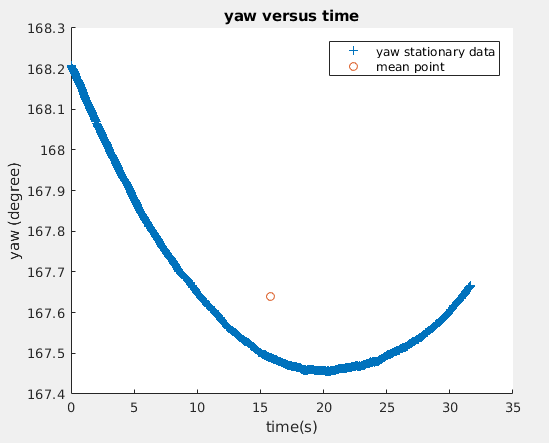 yaw versus time
yaw stationary data
mean point
168.3
168.2
168.1
168
167.9
167.8
167.7
167.6
167.5
167.4
yaw (degree)
0 5 10 15 20 25 30 35
time(s)